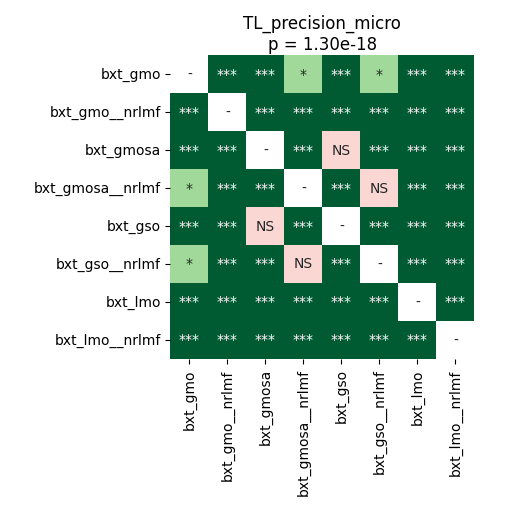 TL_precision_micro
p = 1.30e-18
bxt_gmo - *** *** * *** * *** ***
bxt_gmo__nrlmf *** - *** *** *** *** *** ***
bxt_gmosa *** *** - *** NS *** *** ***
bxt_gmosa__nrlmf * *** *** - *** NS *** ***
bxt_gso *** *** NS *** - *** *** ***
bxt_gso__nrlmf * *** *** NS *** - *** ***
bxt_lmo *** *** *** *** *** *** - ***
bxt_lmo__nrlmf *** *** *** *** *** *** *** -
bxt_gmo
bxt_gmo__nrlmf
bxt_gmosa
bxt_gmosa__nrlmf
bxt_gso
bxt_gso__nrlmf
bxt_lmo
bxt_lmo__nrlmf